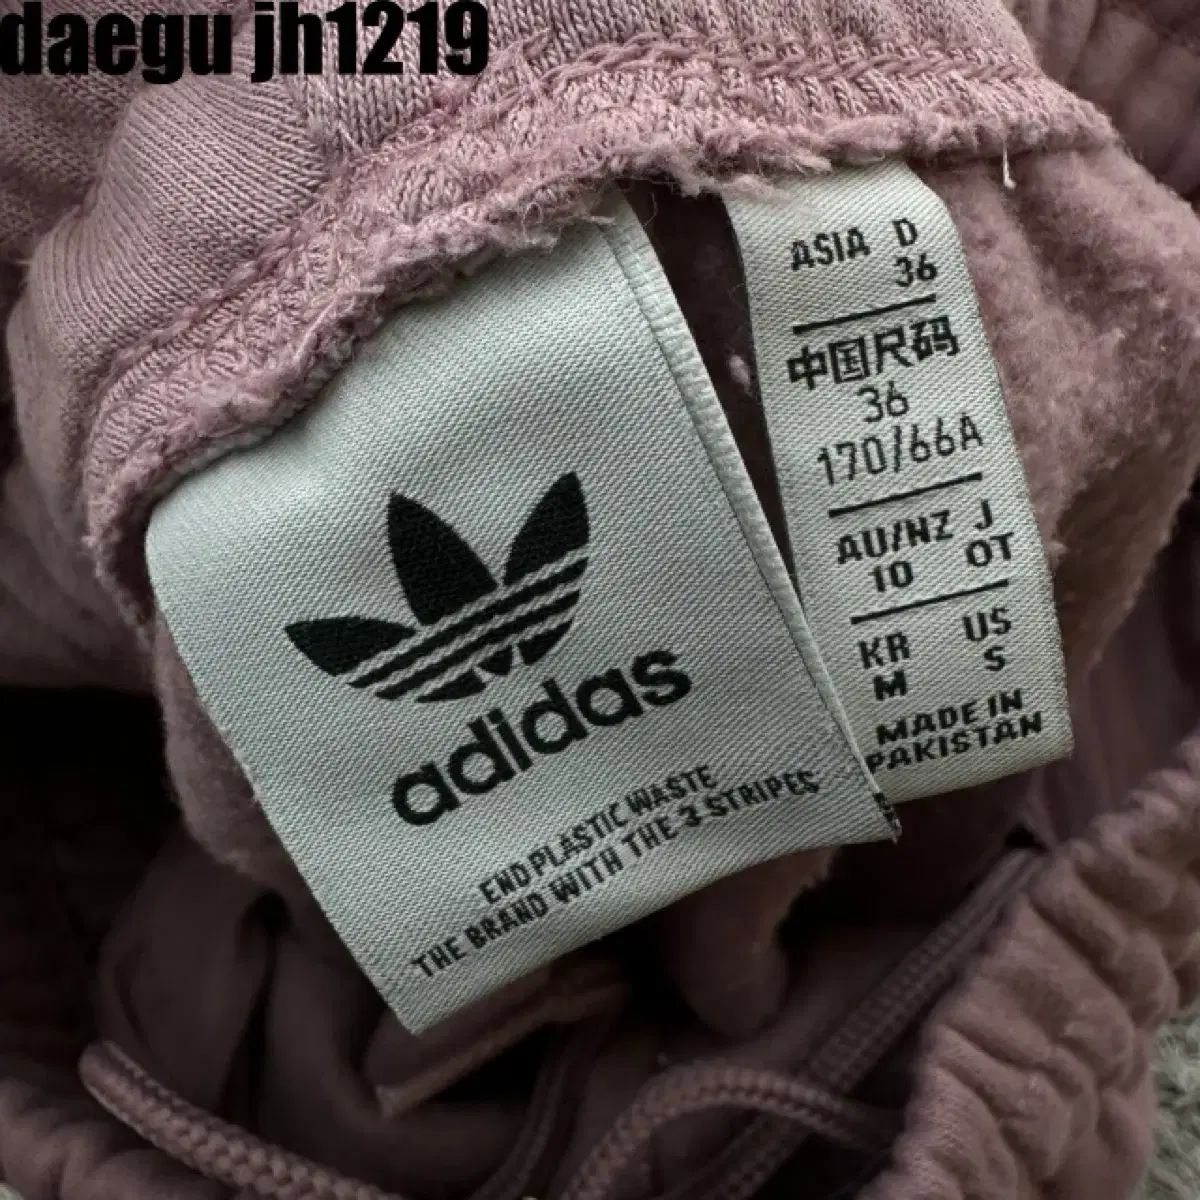 daegu jh1219
adidas
END PLASTIC WASTE
THE BRAND WITH THE 3 STRIPES
ASIA D
36
中国尺码
36
170/66A
AU/NZ J
10 OT
KR US
M S
MADE IN
PAKISTAN